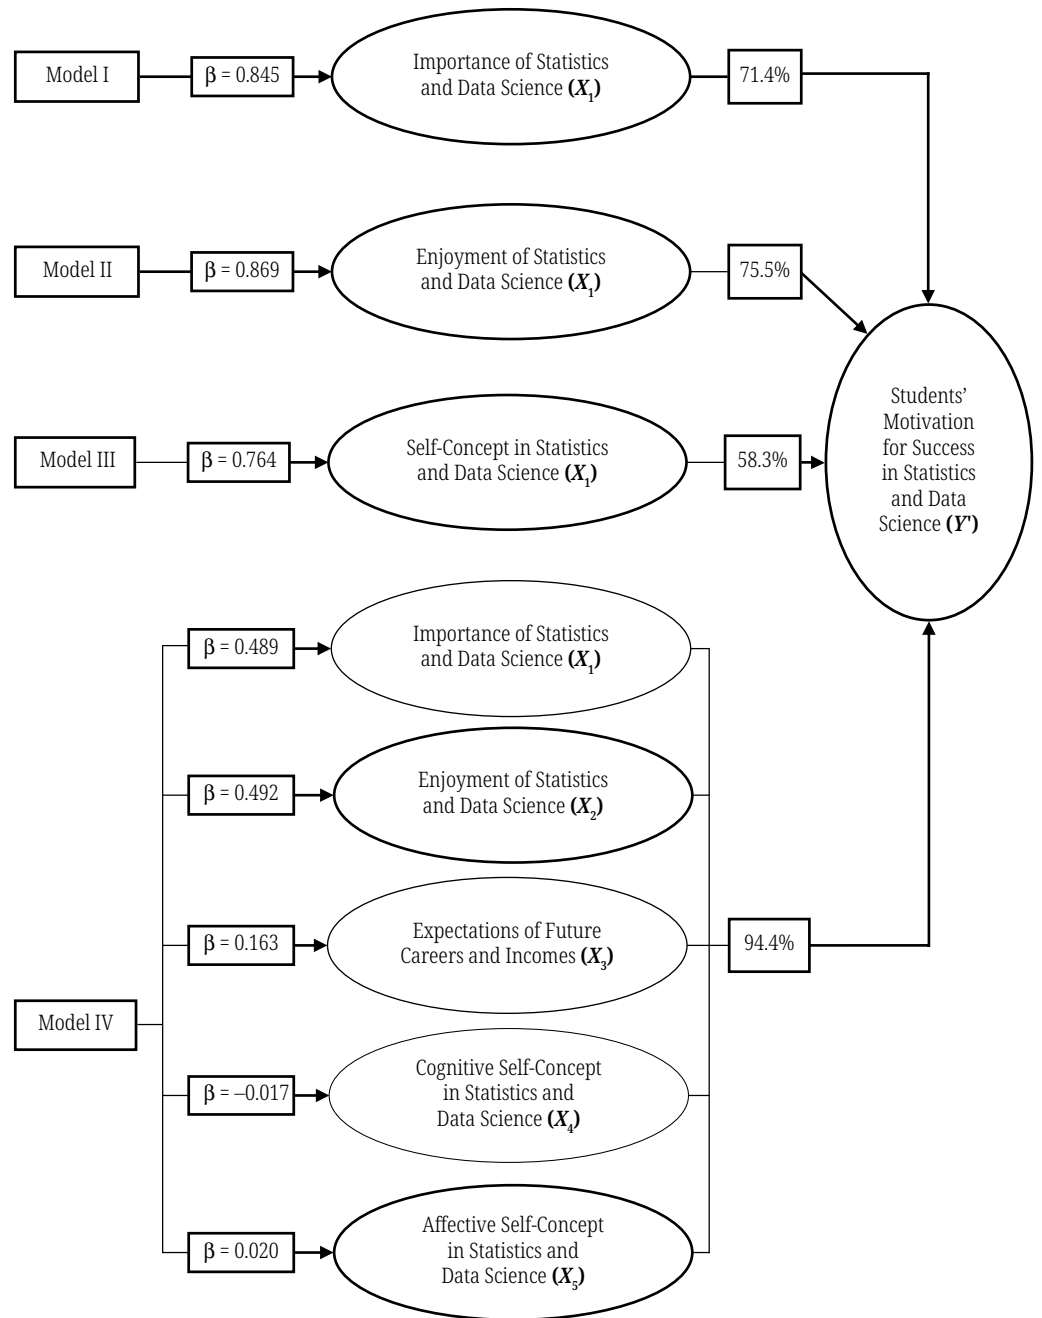 Model I
β = 0.845
Importance of Statistics
and Data Science (X₁)
71.4%
Model II
β = 0.869
Enjoyment of Statistics
and Data Science (X₁)
75.5%
Model III
β = 0.764
Self-Concept in Statistics
and Data Science (X₁)
58.3%
Students’
Motivation
for Success
in Statistics
and Data
Science (Y')
β = 0.489
Importance of Statistics
and Data Science (X₁)
β = 0.492
Enjoyment of Statistics
and Data Science (X₂)
β = 0.163
Expectations of Future
Careers and Incomes (X₃)
94.4%
Model IV
β = –0.017
Cognitive Self-Concept
in Statistics and
Data Science (X₄)
β = 0.020
Affective Self-Concept
in Statistics and
Data Science (X₅)